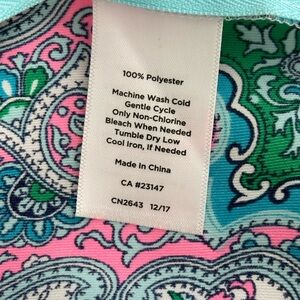 100% Polyester
Machine Wash Cold
Gentle Cycle
Only Non-Chlorine
Bleach When Needed
Tumble Dry Low
Cool Iron, If Needed
Made In China
CA #23147
CN2643 12/17